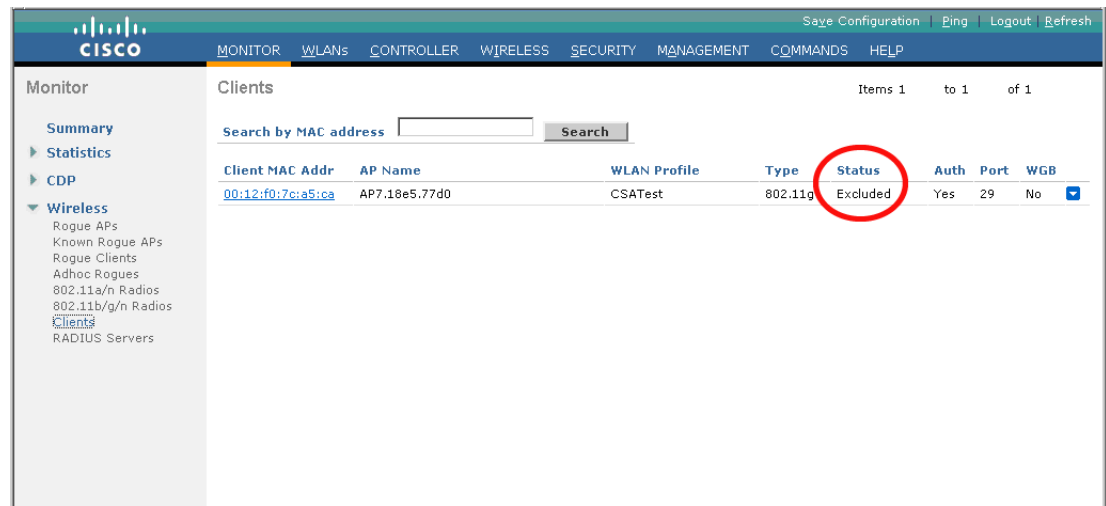 Save Configuration | Ping | Logout | Refresh
CISCO
MONITOR WLANs CONTROLLER WIRELESS SECURITY MANAGEMENT COMMANDS HELP
Monitor
Summary
Statistics
CDP
Wireless
Rogue APs
Known Rogue APs
Rogue Clients
Adhoc Rogues
802.11a/n Radios
802.11b/g/n Radios
Clients
RADIUS Servers
Clients
Items 1 to 1 of 1
Search by MAC address Search
Client MAC Addr AP Name WLAN Profile Type Status Auth Port WGB
00:12:f0:7c:a5:ca AP7.18e5.77d0 CSATest 802.11g Excluded Yes 29 No